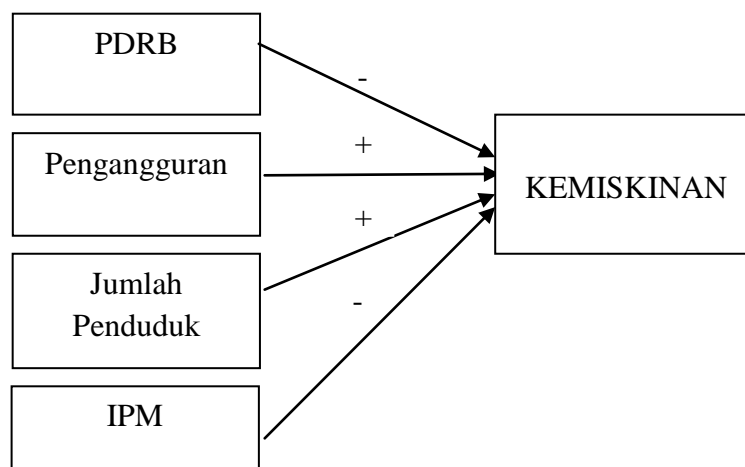 PDRB
-
+
Pengangguran
KEMISKINAN
+
Jumlah
Penduduk
-
IPM